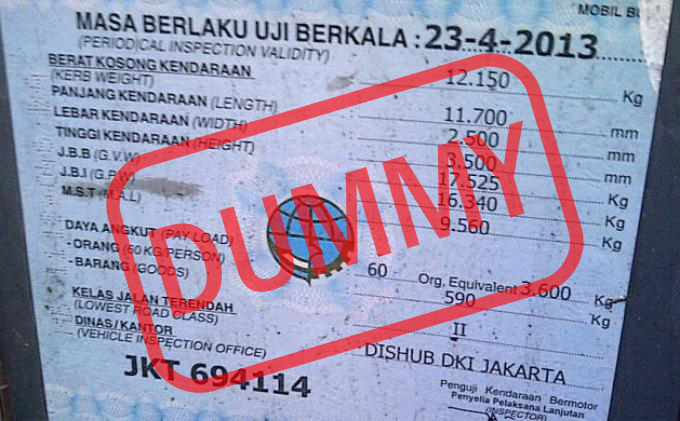 MOBIL
MASA BERLAKU UJI BERKALA : 23-4-2013
(PERIODICAL INSPECTION VALIDITY)
BERAT KOSONG KENDARAAN 12.150 Kg
(KERB WEIGHT)
PANJANG KENDARAAN (LENGTH) 11.700 mm
LEBAR KENDARAAN (WIDTH) 2.500 mm
TINGGI KENDARAAN (HEIGHT) 3.500 mm
J.B.B (G.V.W) 17.525 Kg
J.B.I 16.340 Kg
M.S.T (M.A.L) 9.560 Kg
DAYA ANGKUT (PAY LOAD)
- ORANG (60 KG/PERSON) 60 Org, Equivalent 3.600 Kg
- BARANG (GOODS) 590 Kg
KELAS JALAN TERENDAH II
(LOWEST ROAD CLASS)
DINAS/KANTOR DISHUB DKI JAKARTA
(VEHICLE INSPECTION OFFICE)
JKT 694114
Penguji Kendaraan Bermotor
Penyelia Pelaksana Lanjutan
(INSPECTOR)
DUMMY